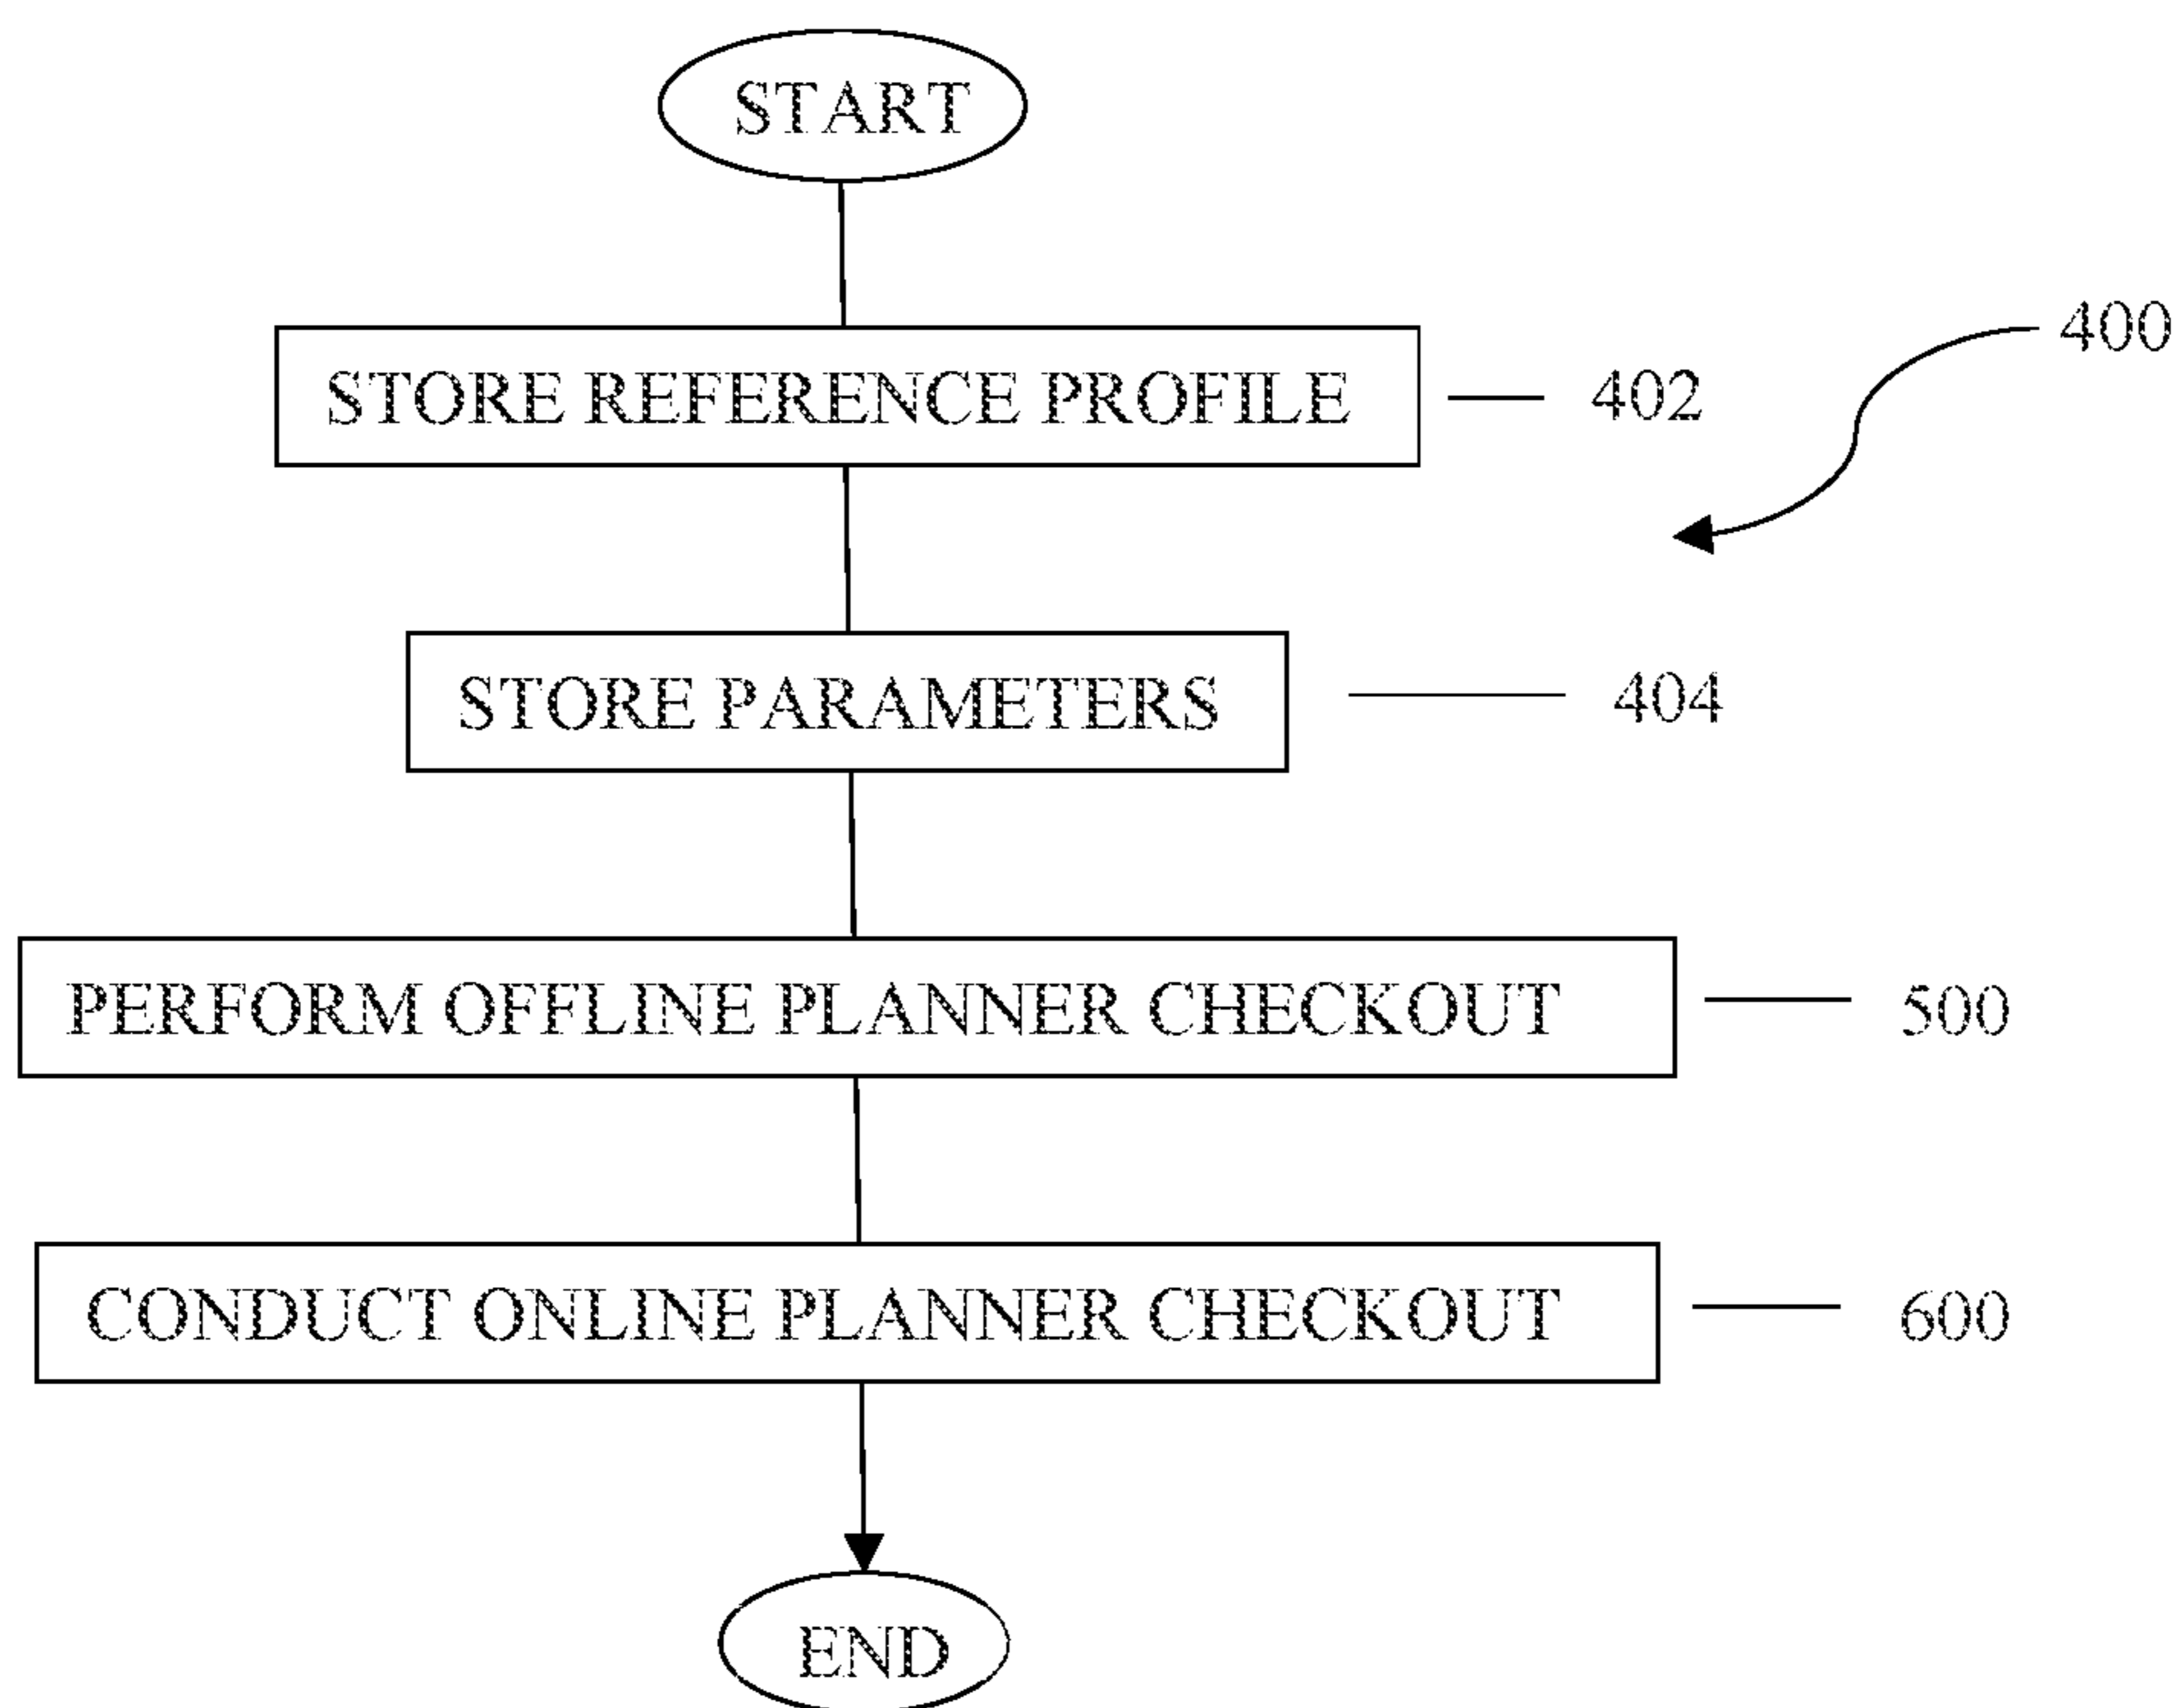 START
400
STORE REFERENCE PROFILE
402
STORE PARAMETERS
404
PERFORM OFFLINE PLANNER CHECKOUT
500
CONDUCT ONLINE PLANNER CHECKOUT
600
END